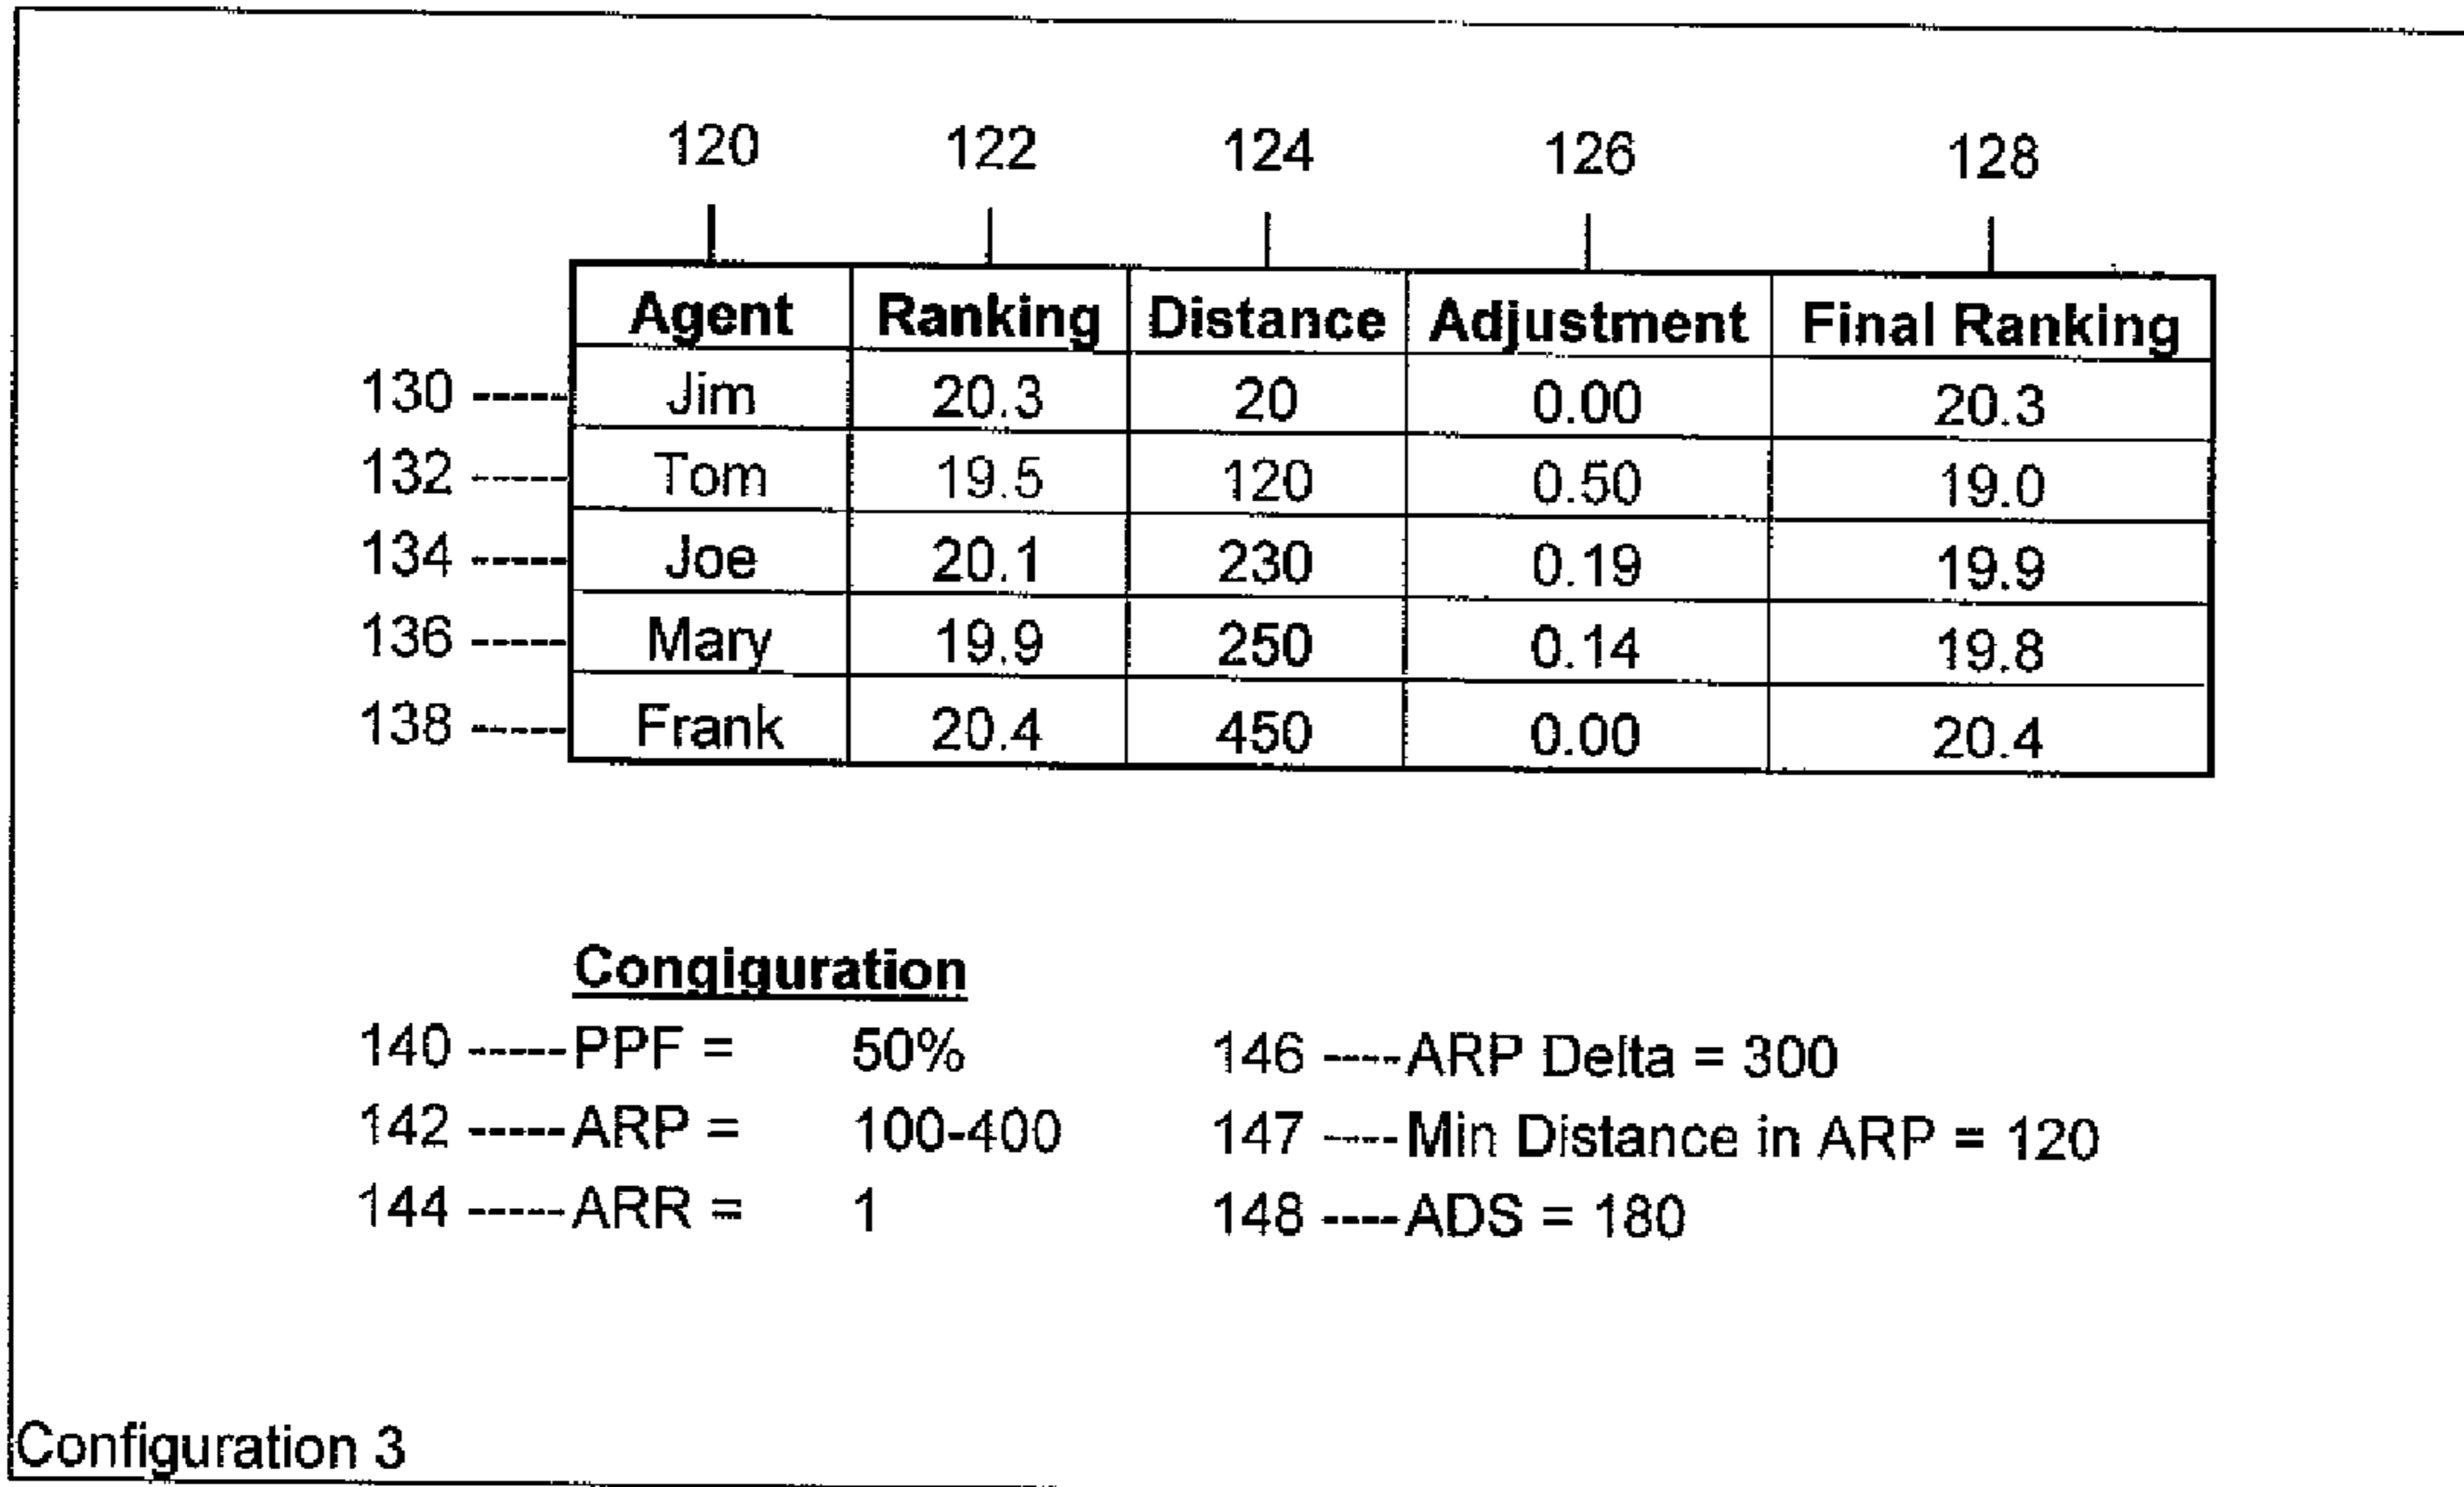 120 122 124 126 128
Agent Ranking Distance Adjustment Final Ranking
130 ----- Jim 20.3 20 0.00 20.3
132 ----- Tom 19.5 120 0.50 19.0
134 ----- Joe 20.1 230 0.19 19.9
136 ----- Mary 19.9 250 0.14 19.8
138 ----- Frank 20.4 450 0.00 20.4
Congiguration
140 ----- PPF = 50% 146 ---- ARP Delta = 300
142 ----- ARP = 100-400 147 ---- Min Distance in ARP = 120
144 ----- ARR = 1 148 ---- ADS = 180
Configuration 3